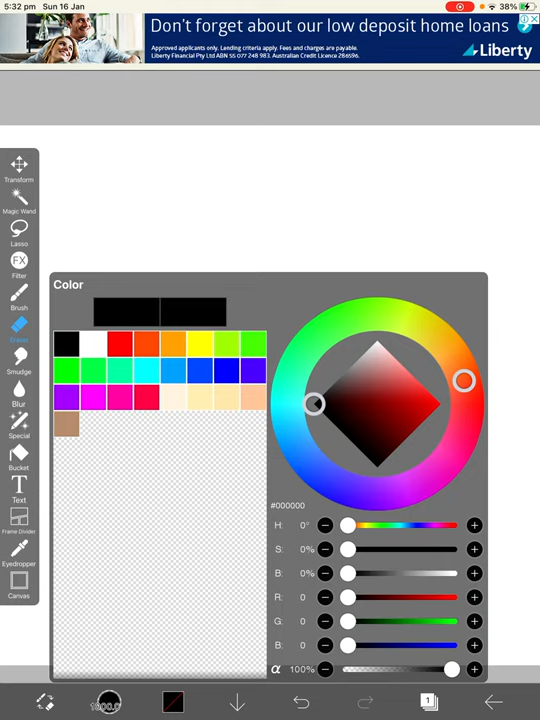 5:32 pm Sun 16 Jan
38%
Don't forget about our low deposit home loans
Approved applicants only. Lending criteria apply. Fees and charges are payable.
Liberty Financial Pty Ltd ABN 55 077 248 983. Australian Credit Licence 286596.
Liberty
Transform
Magic Wand
Lasso
FX
Filter
Brush
Eraser
Smudge
Blur
Special
Bucket
T
Text
Frame Divider
Eyedropper
Canvas
Color
#000000
H: 0°
S: 0%
B: 0%
R: 0
G: 0
B: 0
α 100%
1